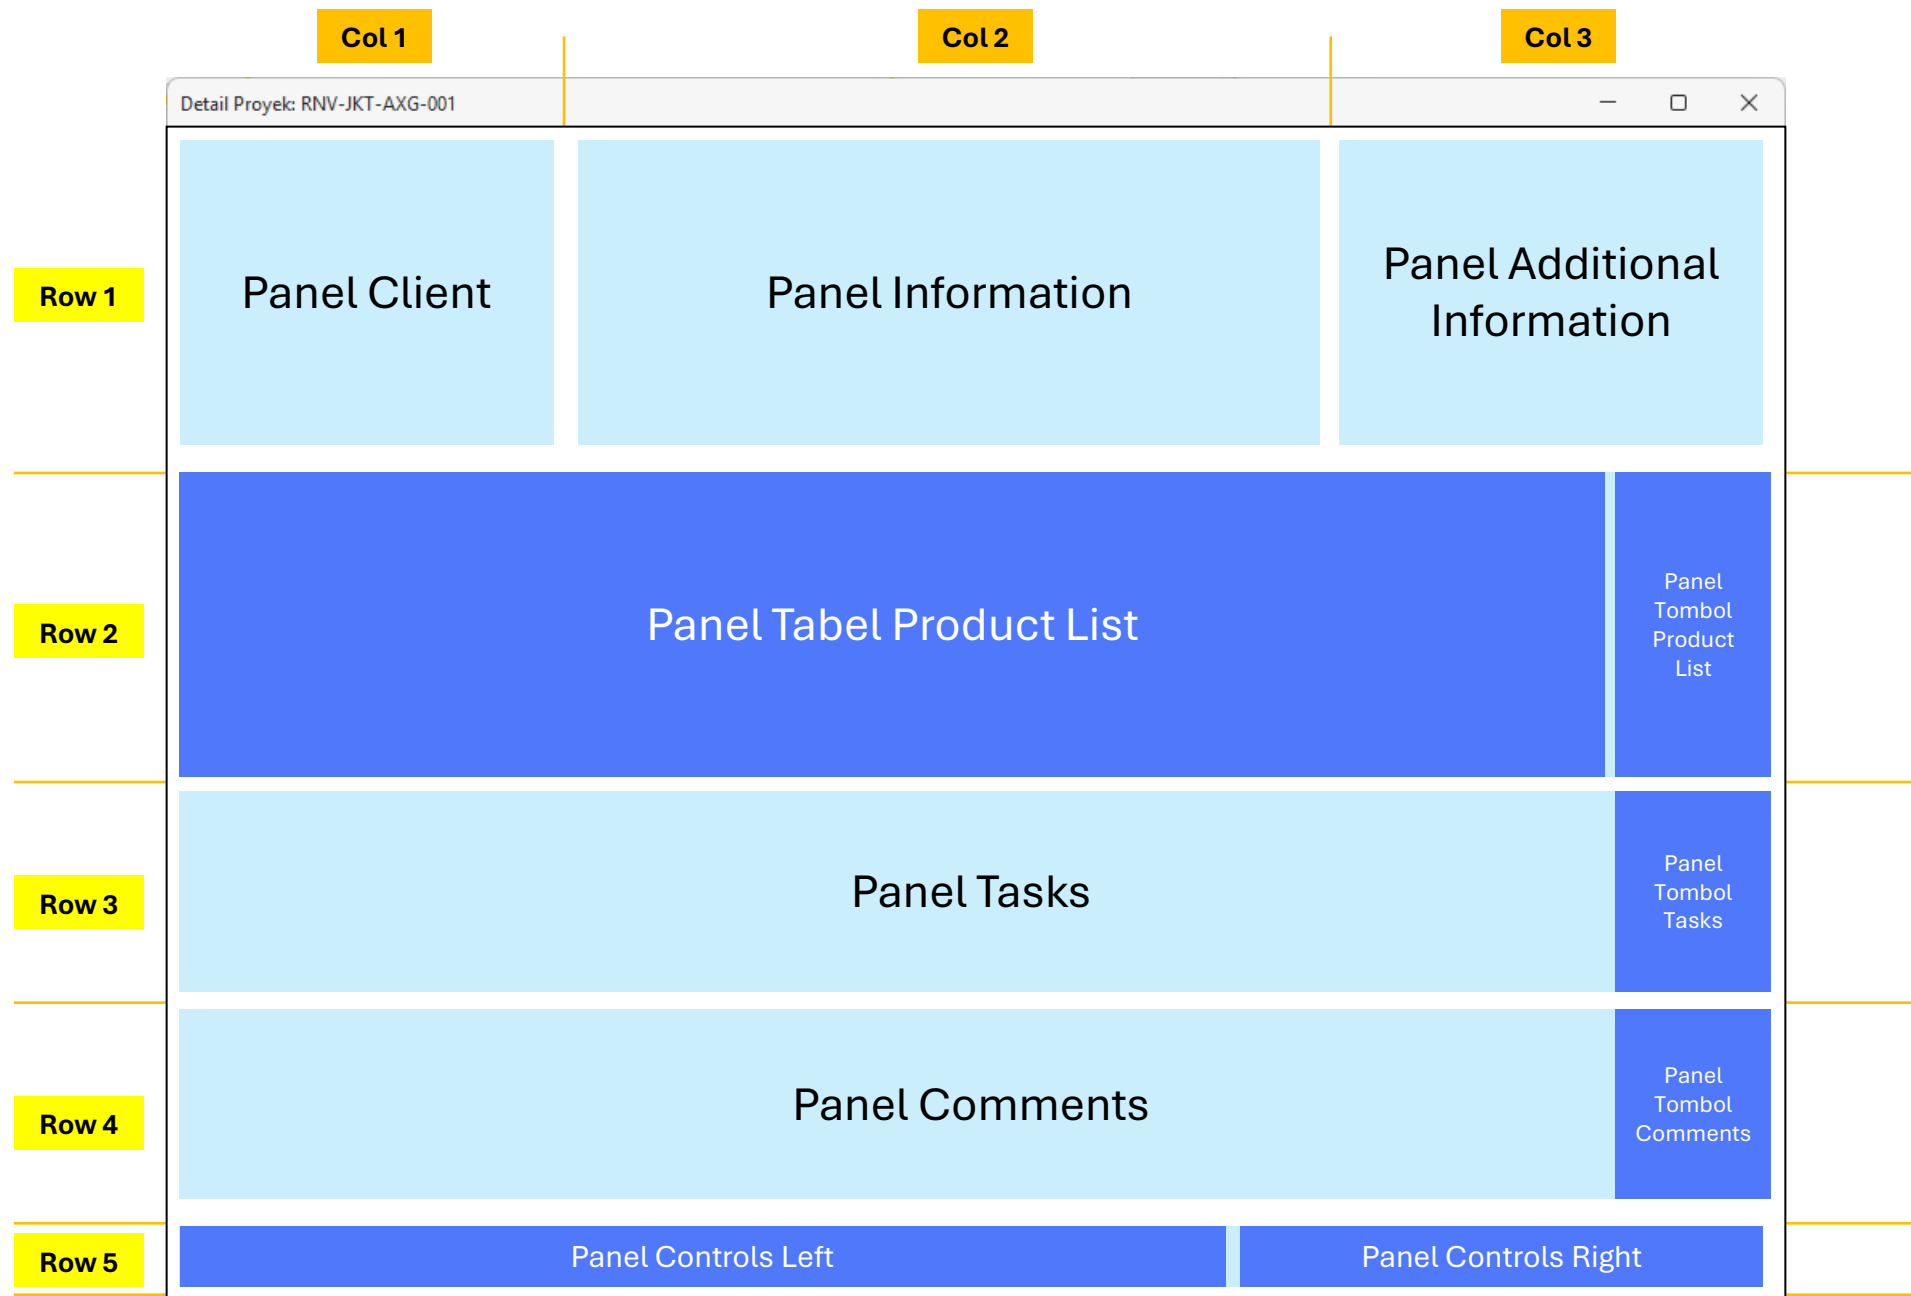 Col 1
Col 2
Col 3
Detail Proyek: RNV-JKT-AXG-001
Row 1
Panel Client
Panel Information
Panel Additional
Information
Row 2
Panel Tabel Product List
Panel
Tombol
Product
List
Row 3
Panel Tasks
Panel
Tombol
Tasks
Row 4
Panel Comments
Panel
Tombol
Comments
Row 5
Panel Controls Left
Panel Controls Right